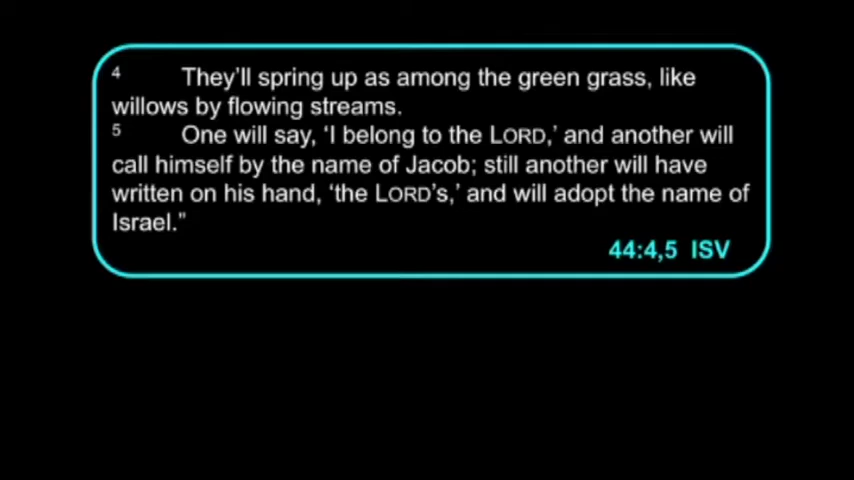 4 They'll spring up as among the green grass, like
willows by flowing streams.
5 One will say, ‘I belong to the LORD,’ and another will
call himself by the name of Jacob; still another will have
written on his hand, ‘the LORD’s,’ and will adopt the name of
Israel.”
44:4,5 ISV